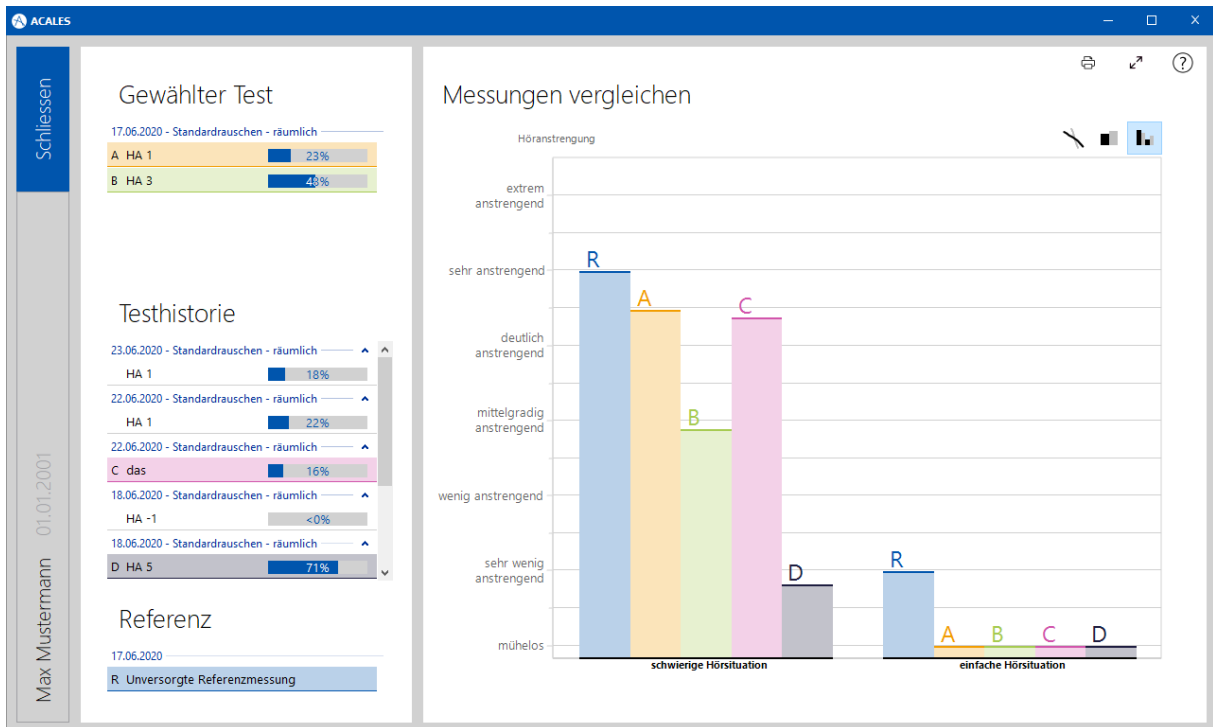 ACALES
Schliessen
Max Mustermann 01.01.2001
Gewählter Test
17.06.2020 - Standardrauschen - räumlich
A HA 1 23%
B HA 3 48%
Testhistorie
23.06.2020 - Standardrauschen - räumlich
HA 1 18%
22.06.2020 - Standardrauschen - räumlich
HA 1 22%
22.06.2020 - Standardrauschen - räumlich
C das 16%
18.06.2020 - Standardrauschen - räumlich
HA -1 <0%
18.06.2020 - Standardrauschen - räumlich
D HA 5 71%
Referenz
17.06.2020
R Unversorgte Referenzmessung
?
Messungen vergleichen
Höranstrengung
extrem
anstrengend
sehr anstrengend
deutlich
anstrengend
mittelgradig
anstrengend
wenig anstrengend
sehr wenig
anstrengend
mühelos
R A B C D
R A B C D
schwierige Hörsituation
einfache Hörsituation